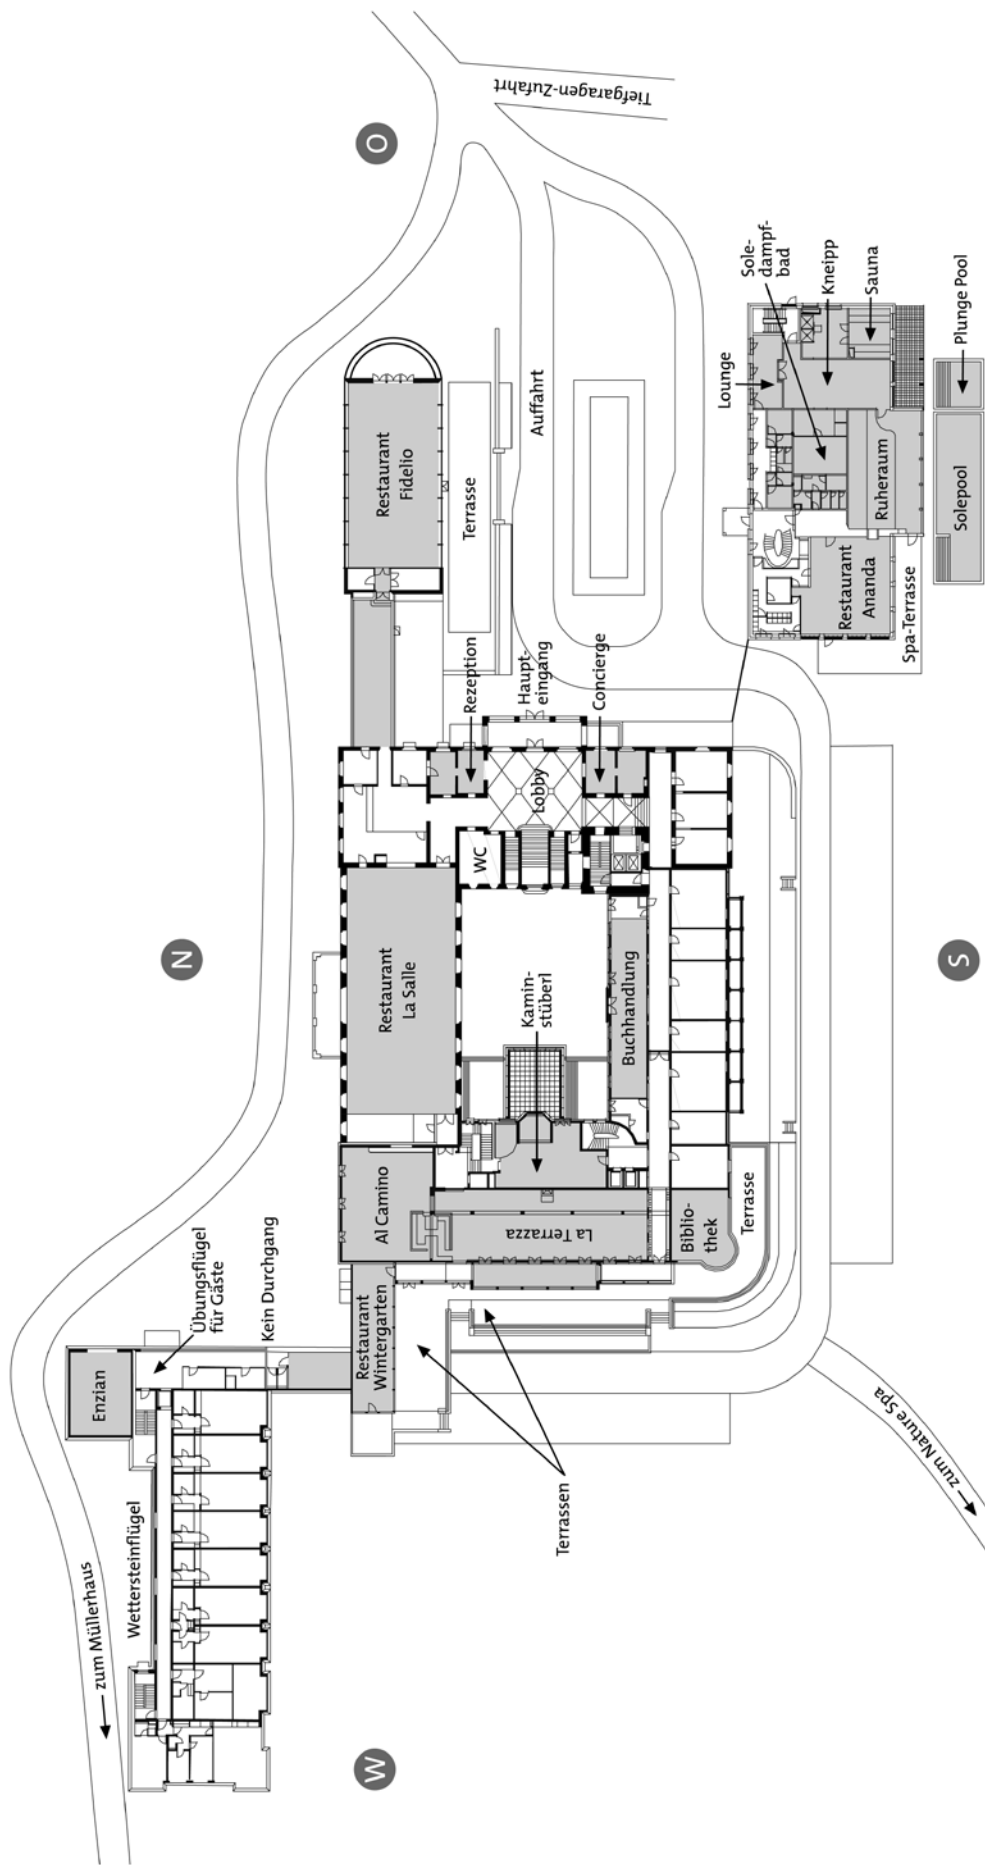 O
Tiefgaragen-Zufahrt
Restaurant
Fidelio
Terrasse
Auffahrt
Lounge
Sole-
dampf-
bad
Kneipp
Sauna
Plunge Pool
Ruheraum
Solepool
Restaurant
Ananda
Spa-Terrasse
Rezeption
Haupt-
eingang
Concierge
Lobby
WC
N
Restaurant
La Salle
Kamin-
stüberl
Buchhandlung
S
Al Camino
La Terrazza
Biblio-
thek
Terrasse
Übungsflügel
für Gäste
Kein Durchgang
Restaurant
Wintergarten
Enzian
Terrassen
Wettersteinflügel
zum Müllerhaus
zum Nature Spa
W